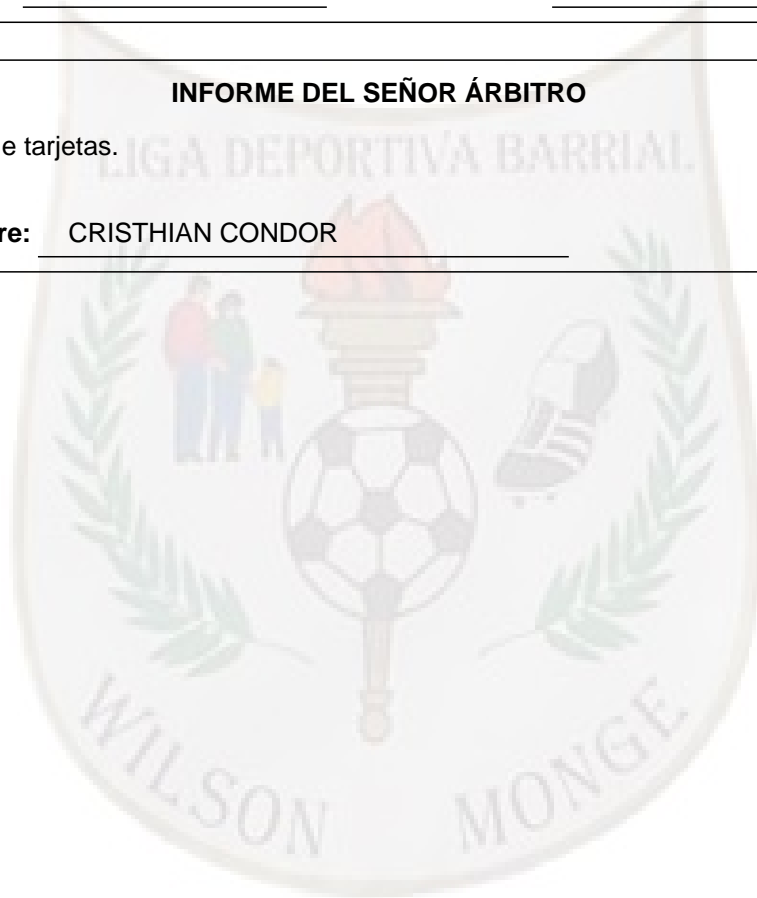 INFORME DEL SEÑOR ÁRBITRO
e tarjetas.
LIGA DEPORTIVA BARRIAL
re: CRISTHIAN CONDOR
WILSON MONGE